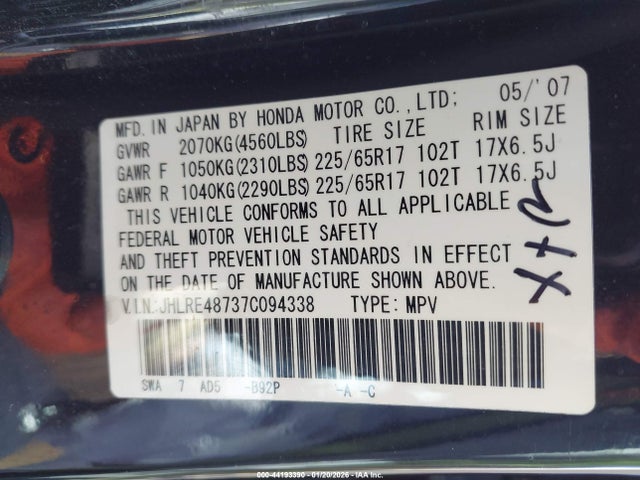 MFD. IN JAPAN BY HONDA MOTOR CO., LTD; 05/'07
GVWR 2070KG(4560LBS) TIRE SIZE RIM SIZE
GAWR F 1050KG(2310LBS) 225/65R17 102T 17X6.5J
GAWR R 1040KG(2290LBS) 225/65R17 102T 17X6.5J
THIS VEHICLE CONFORMS TO ALL APPLICABLE
FEDERAL MOTOR VEHICLE SAFETY
AND THEFT PREVENTION STANDARDS IN EFFECT
ON THE DATE OF MANUFACTURE SHOWN ABOVE.
V.I.N.:JHLRE48737C094338 TYPE: MPV
SWA 7 AD5 -B92P -A -C
000-44193390 - 01/20/2026 - IAA Inc.